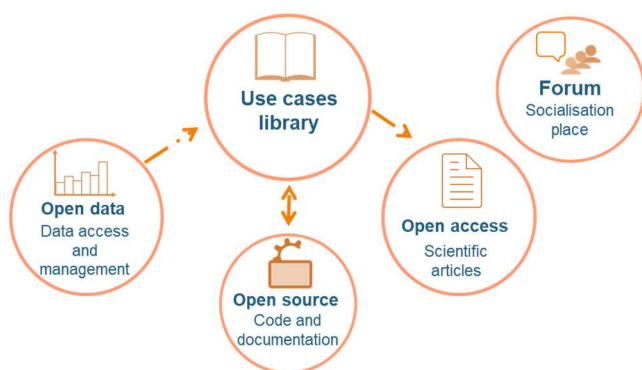 Use cases
library
Forum
Socialisation
place
Open data
Data access
and
management
Open access
Scientific
articles
Open source
Code and
documentation